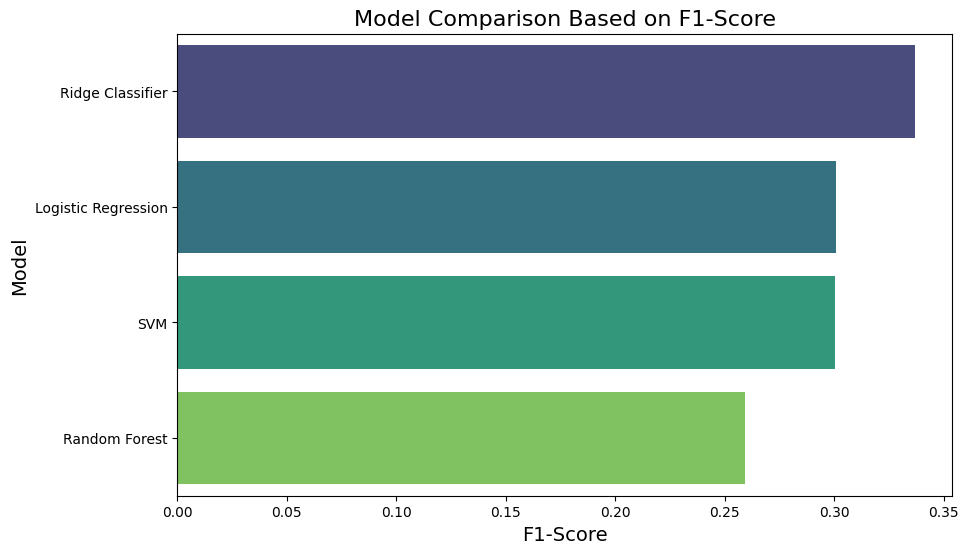 Model Comparison Based on F1-Score
Model
Ridge Classifier
Logistic Regression
SVM
Random Forest
0.00 0.05 0.10 0.15 0.20 0.25 0.30 0.35
F1-Score